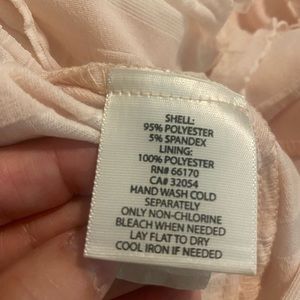 SHELL:
95% POLYESTER
5% SPANDEX
LINING:
100% POLYESTER
RN# 66170
CA# 32054
HAND WASH COLD
SEPARATELY
ONLY NON-CHLORINE
BLEACH WHEN NEEDED
LAY FLAT TO DRY
COOL IRON IF NEEDED